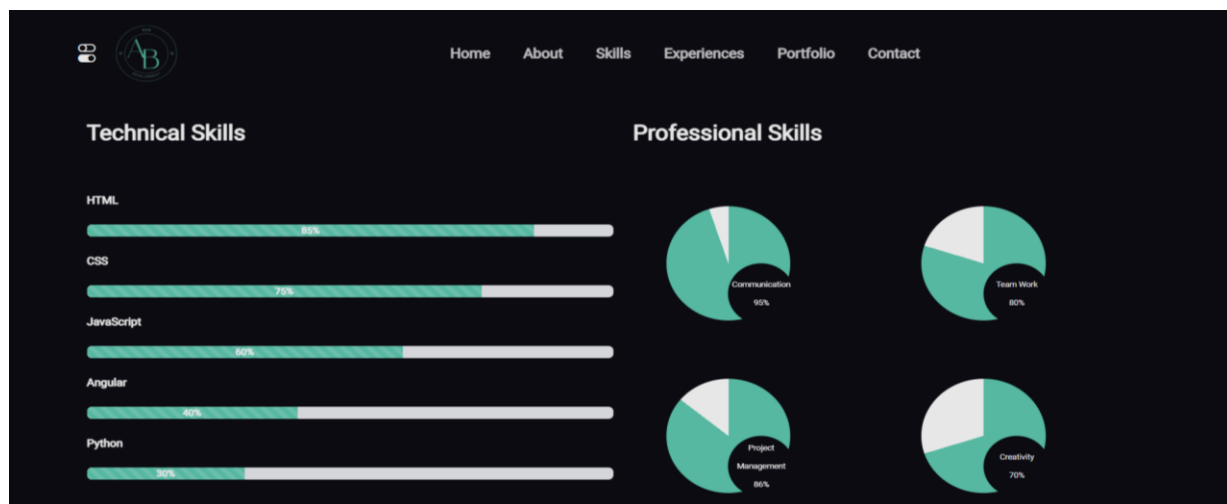 AB
Home About Skills Experiences Portfolio Contact
Technical Skills
Professional Skills
HTML
85%
CSS
75%
JavaScript
60%
Angular
40%
Python
30%
Communication
95%
Team Work
80%
Project
Management
86%
Creativity
70%